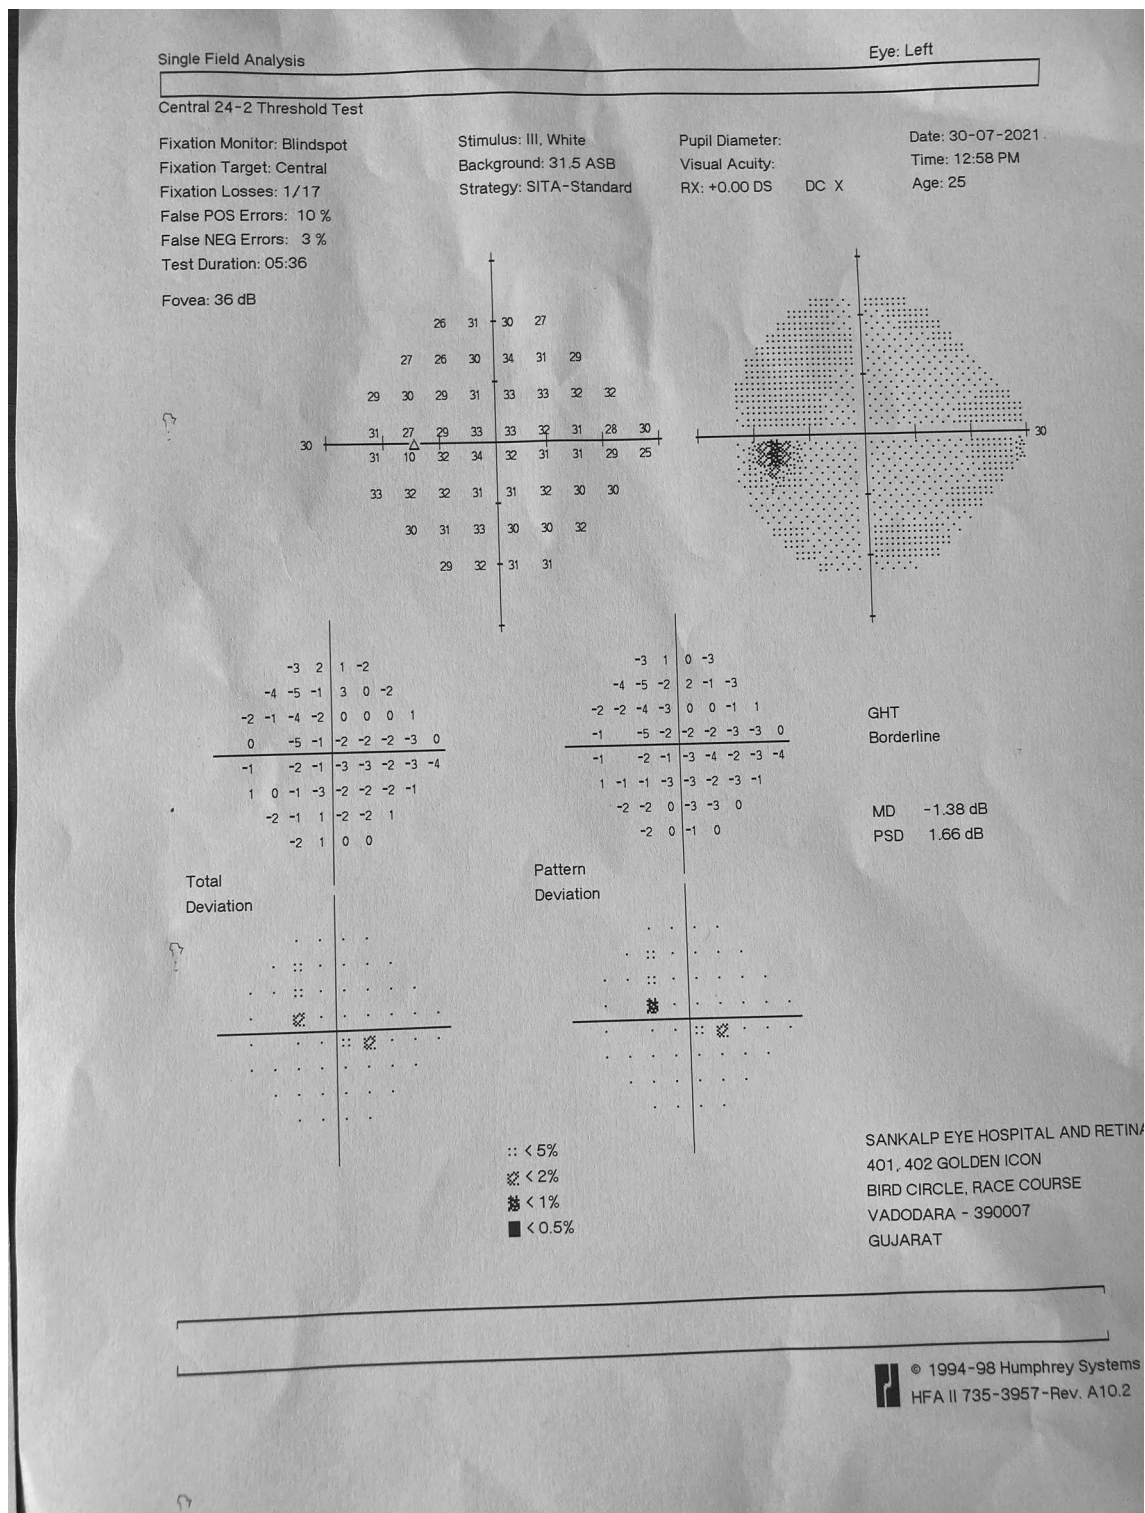 Single Field Analysis
Eye: Left
Central 24-2 Threshold Test
Fixation Monitor: Blindspot
Fixation Target: Central
Fixation Losses: 1/17
False POS Errors: 10 %
False NEG Errors: 3 %
Test Duration: 05:36
Fovea: 36 dB
Stimulus: III, White
Background: 31.5 ASB
Strategy: SITA-Standard
Pupil Diameter:
Visual Acuity:
RX: +0.00 DS DC X
Date: 30-07-2021
Time: 12:58 PM
Age: 25
26 31 30 27
27 26 30 34 31 29
29 30 29 31 33 33 32 32
31 27 29 33 33 32 31 28 30
30
31 10 32 34 32 31 31 29 25
33 32 32 31 31 32 30 30
30 31 33 30 30 32
29 32 31 31
30
-3 2 1 -2
-4 -5 -1 3 0 -2
-2 -1 -4 -2 0 0 0 1
0 -5 -1 -2 -2 -2 -3 0
-1 -2 -1 -3 -3 -2 -3 -4
1 0 -1 -3 -2 -2 -2 -1
-2 -1 1 -2 -2 1
-2 1 0 0
Total
Deviation
-3 1 0 -3
-4 -5 -2 2 -1 -3
-2 -2 -4 -3 0 0 -1 1
-1 -5 -2 -2 -2 -3 -3 0
-1 -2 -1 -3 -4 -2 -3 -4
1 -1 -1 -3 -3 -2 -3 -1
-2 -2 0 -3 -3 0
-2 0 -1 0
Pattern
Deviation
GHT
Borderline
MD -1.38 dB
PSD 1.66 dB
< 5%
< 2%
< 1%
< 0.5%
SANKALP EYE HOSPITAL AND RETINA
401, 402 GOLDEN ICON
BIRD CIRCLE, RACE COURSE
VADODARA - 390007
GUJARAT
© 1994-98 Humphrey Systems
HFA II 735-3957-Rev. A10.2